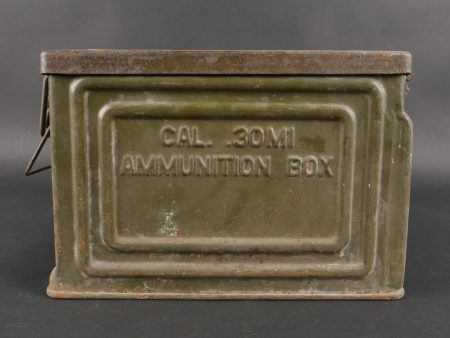 CAL. .30M1
AMMUNITION BOX